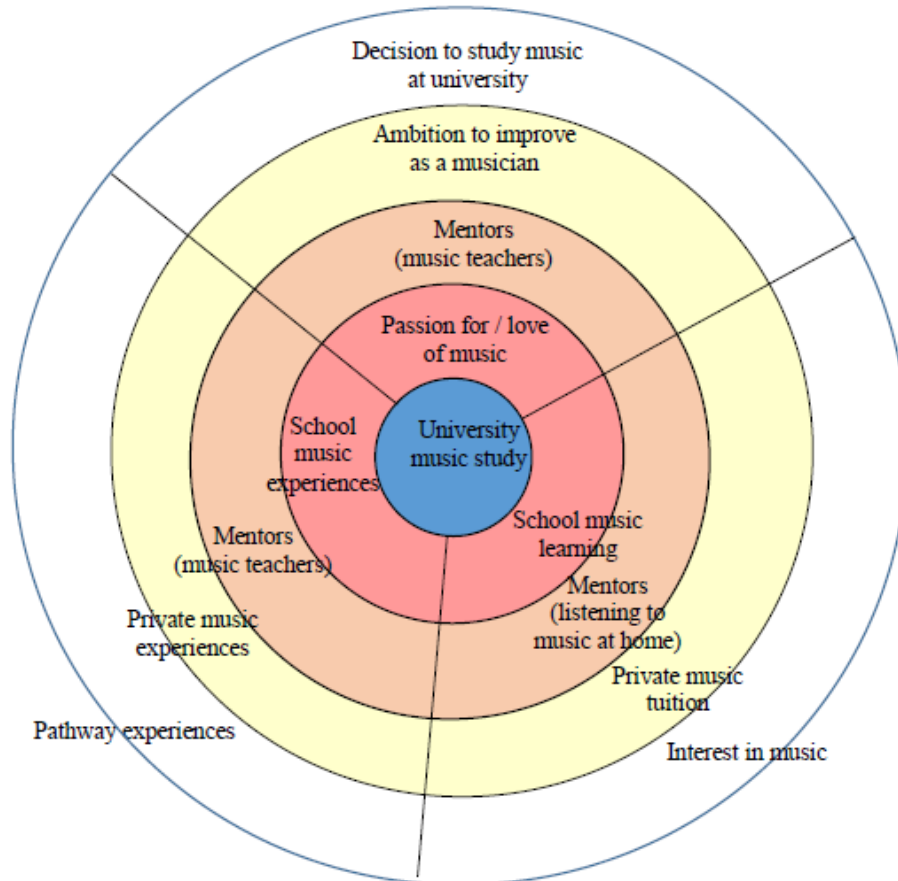 Decision to study music
at university
Ambition to improve
as a musician
Mentors
(music teachers)
Passion for / love
of music
University
music study
School
music
experiences
School music
learning
Mentors
(music teachers)
Mentors
(listening to
music at home)
Private music
experiences
Private music
tuition
Pathway experiences
Interest in music